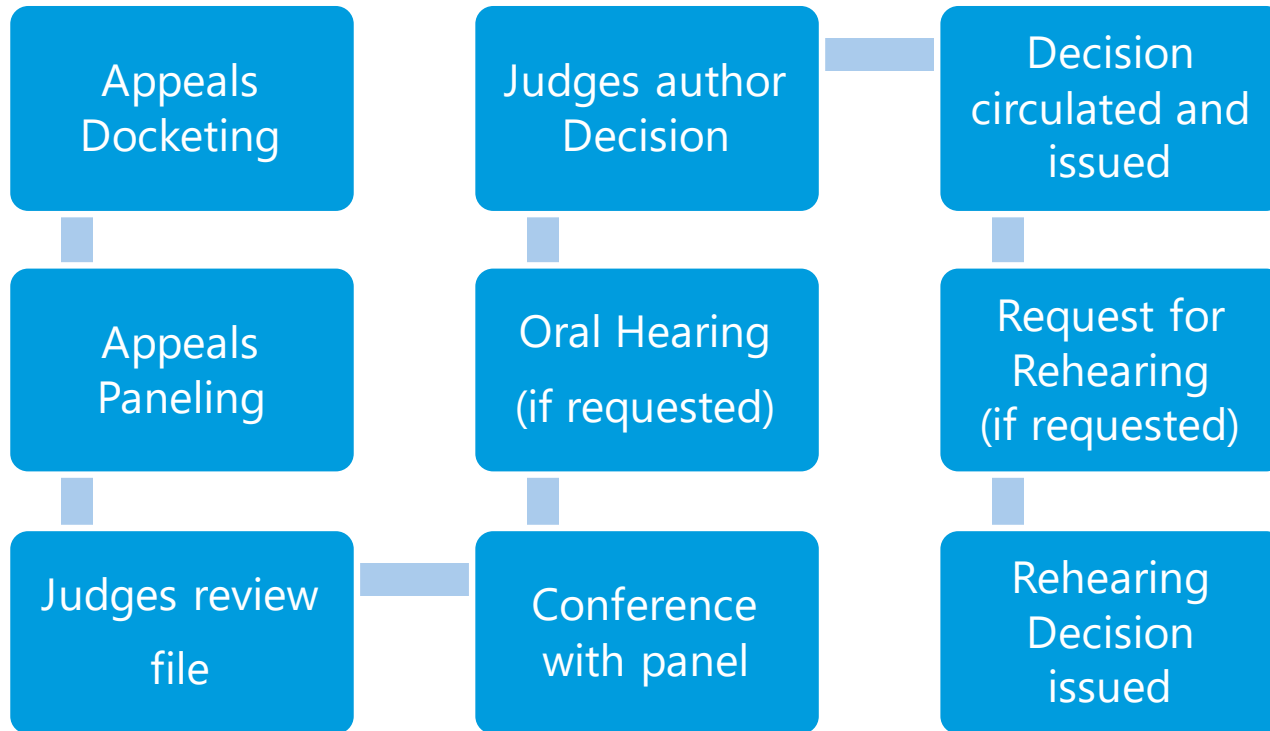 Appeals
Docketing
Appeals
Paneling
Judges review
file
Conference
with panel
Oral Hearing
(if requested)
Judges author
Decision
Decision
circulated and
issued
Request for
Rehearing
(if requested)
Rehearing
Decision
issued